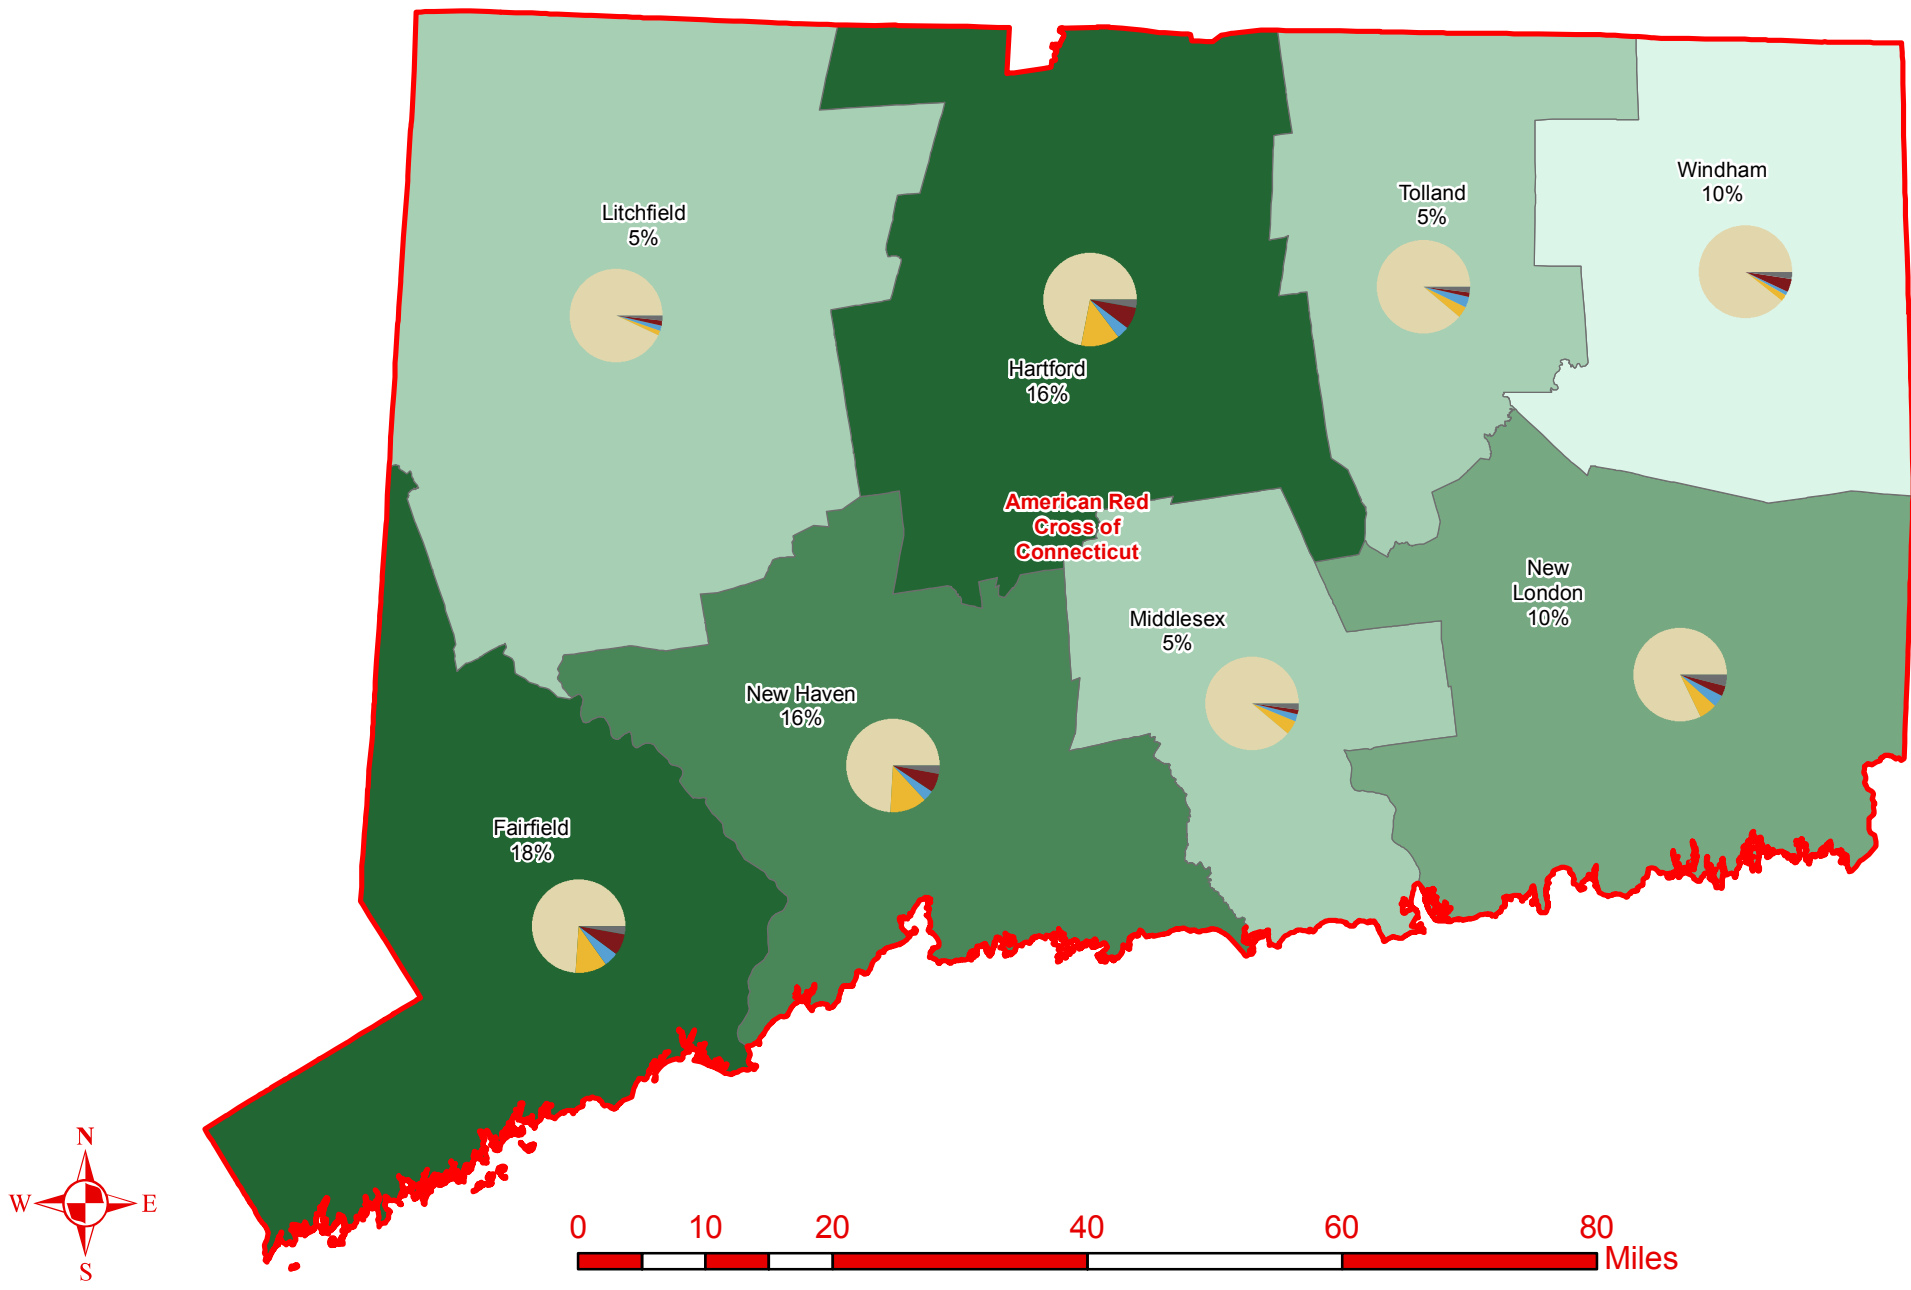 Windham
10%
Tolland
5%
Litchfield
5%
Hartford
16%
American Red
Cross of
Connecticut
New
London
10%
Middlesex
5%
New Haven
16%
Fairfield
18%
N
W E
S
0 10 20 40 60 80
Miles